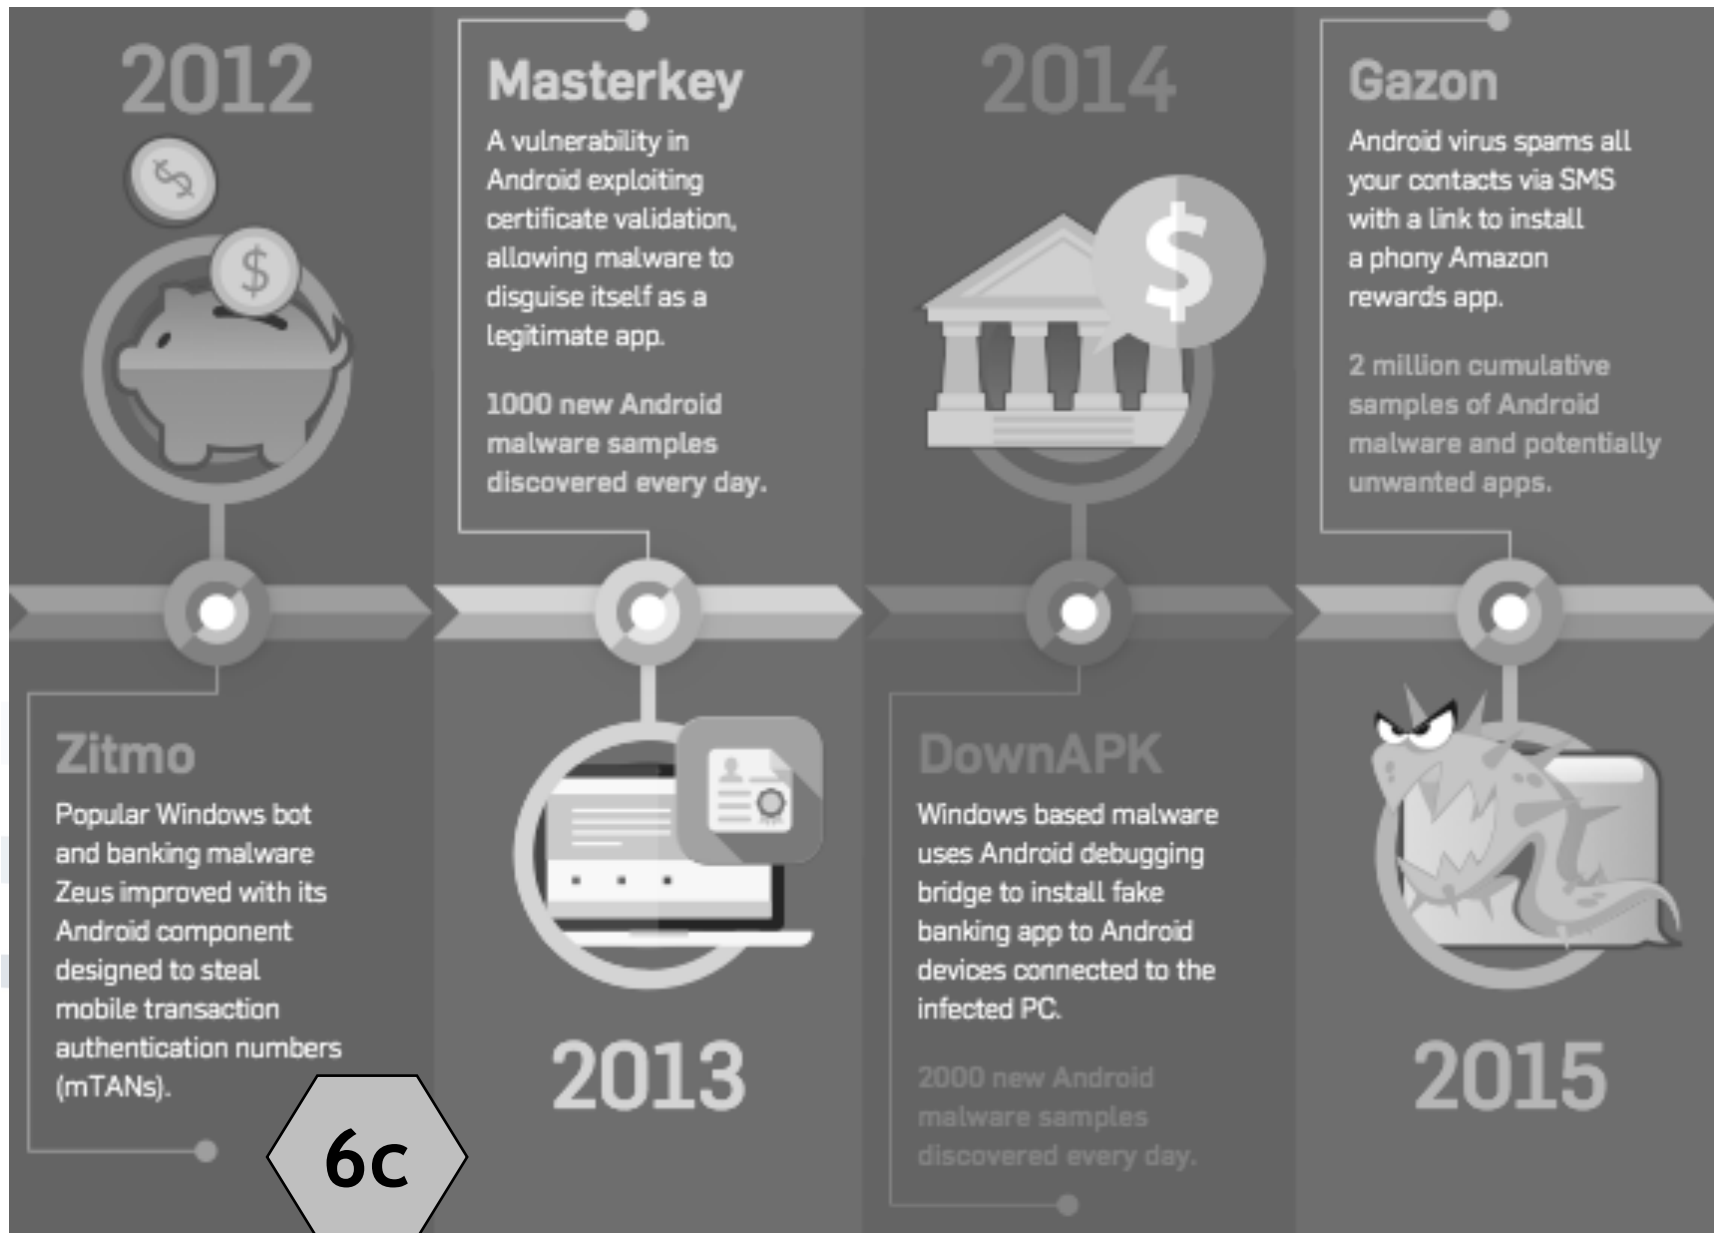 2012
Zitmo
Popular Windows bot
and banking malware
Zeus improved with its
Android component
designed to steal
mobile transaction
authentication numbers
(mTANs).
Masterkey
A vulnerability in
Android exploiting
certificate validation,
allowing malware to
disguise itself as a
legitimate app.
1000 new Android
malware samples
discovered every day.
2013
2014
$
DownAPK
Windows based malware
uses Android debugging
bridge to install fake
banking app to Android
devices connected to the
infected PC.
2000 new Android
malware samples
discovered every day.
Gazon
Android virus spams all
your contacts via SMS
with a link to install
a phony Amazon
rewards app.
2 million cumulative
samples of Android
malware and potentially
unwanted apps.
2015
$
$
6c